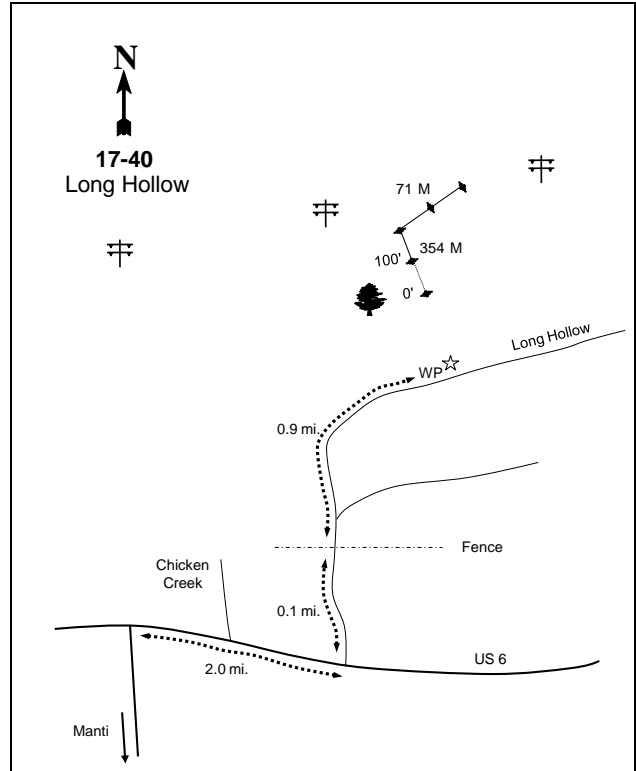 N
17-40
Long Hollow
71 M
354 M
100'
0'
Long Hollow
WP
0.9 mi.
Fence
Chicken
Creek
0.1 mi.
US 6
2.0 mi.
Manti